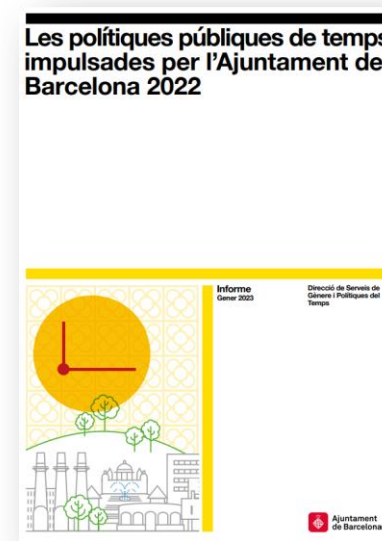 Les polítiques públiques de temps
impulsades per l'Ajuntament de
Barcelona 2022
Informe
Gener 2023
Direcció de Serveis de
Gènere i Polítiques del
Temps
Ajuntament
de Barcelona